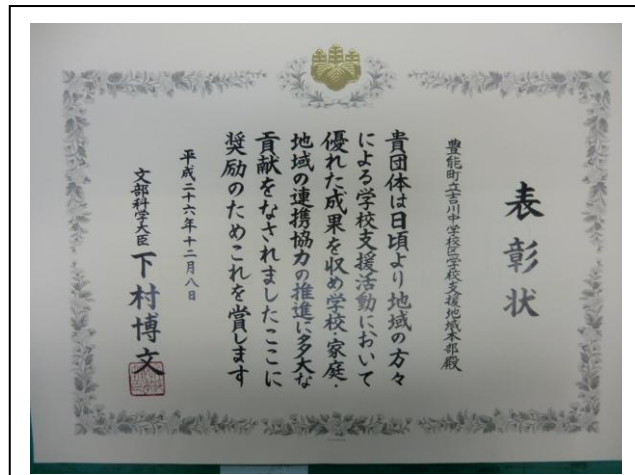 表彰状
豊能町立吉川中学校区学校支援地域本部殿
貴団体は日頃より地域の方々
による学校支援活動において
優れた成果を収め学校・家庭・
地域の連携協力の推進に多大な
貢献をなされましたここに
奨励のためこれを賞します
平成二十六年十二月八日
文部科学大臣 下村博文